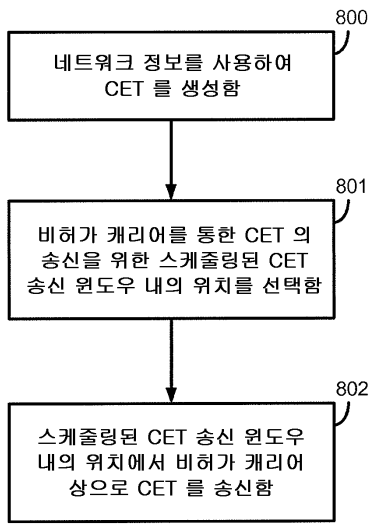 800
네트워크 정보를 사용하여
CET 를 생성함
801
비허가 캐리어를 통한 CET 의
송신을 위한 스케줄링된 CET
송신 윈도우 내의 위치를 선택함
802
스케줄링된 CET 송신 윈도우
내의 위치에서 비허가 캐리어
상으로 CET 를 송신함